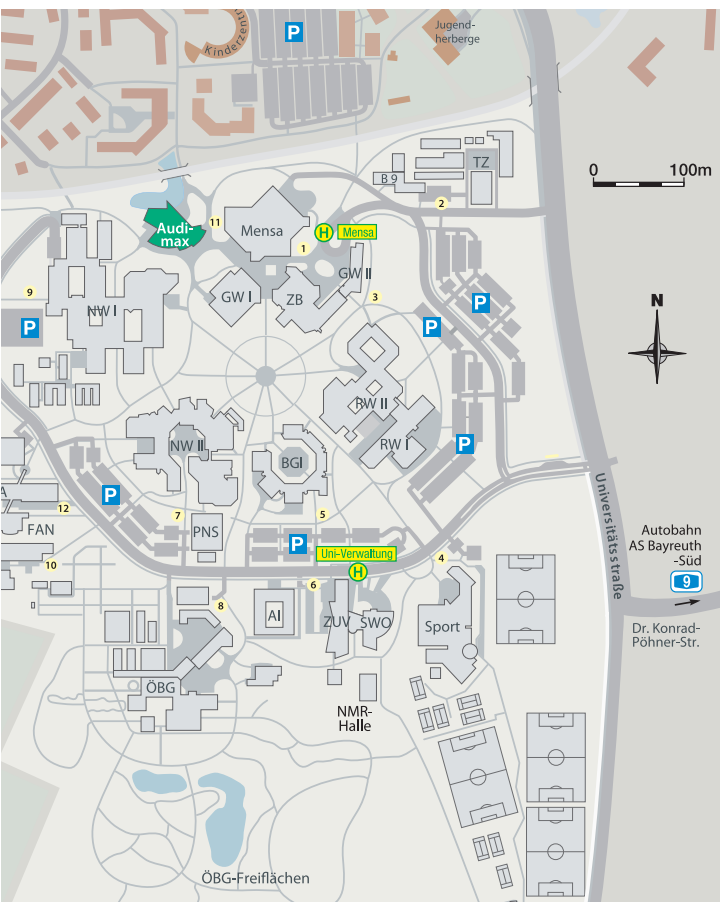 Kinderzentr
P
Jugend-
herberge
TZ
B 9
2
0 100m
11
Audi-
max
Mensa
H Mensa
1
GW II
GW I
ZB
3
9
NW I
P
P
P
N
RW II
RW I
P
NW II
BGI
P
A
12
FAN
7
PNS
5
P
Uni-Verwaltung
H
4
10
6
8
AI
ZUV
SWO
Sport
Universitätsstraße
Autobahn
AS Bayreuth
-Süd
9
Dr. Konrad-
Pöhner-Str.
ÖBG
NMR-
Halle
ÖBG-Freiflächen